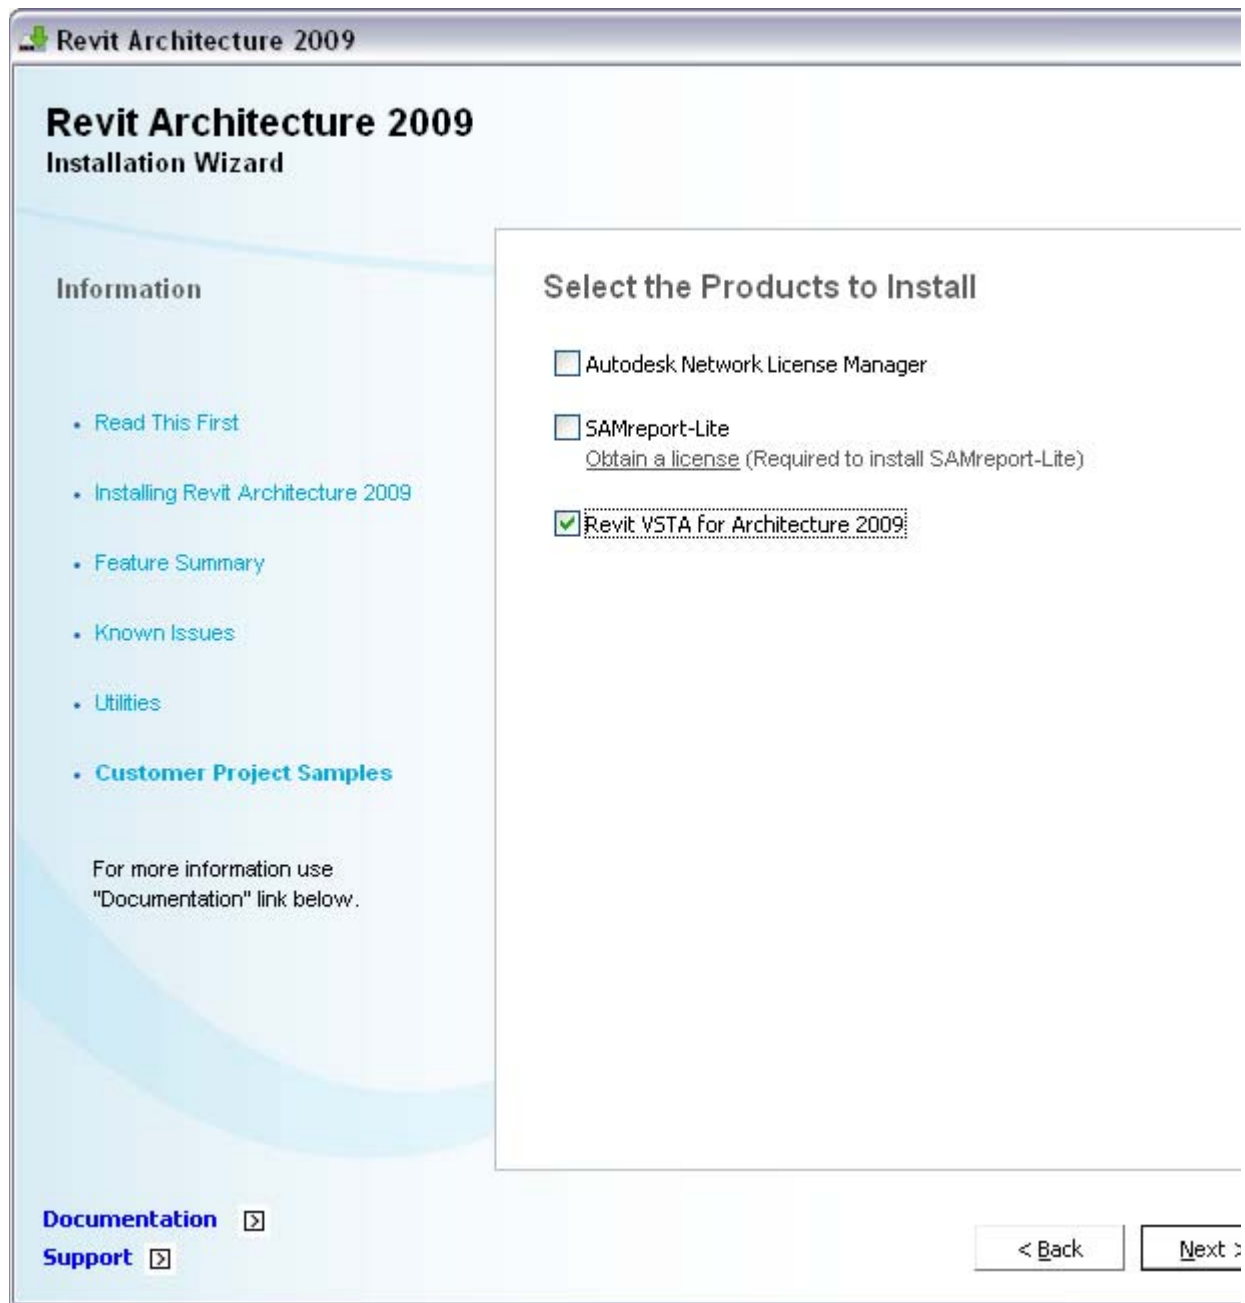 Revit Architecture 2009
Revit Architecture 2009
Installation Wizard
Information
• Read This First
• Installing Revit Architecture 2009
• Feature Summary
• Known Issues
• Utilities
• Customer Project Samples
For more information use
"Documentation" link below.
Select the Products to Install
Autodesk Network License Manager
SAMreport-Lite
Obtain a license (Required to install SAMreport-Lite)
Revit VSTA for Architecture 2009
Documentation
Support
< Back
Next >